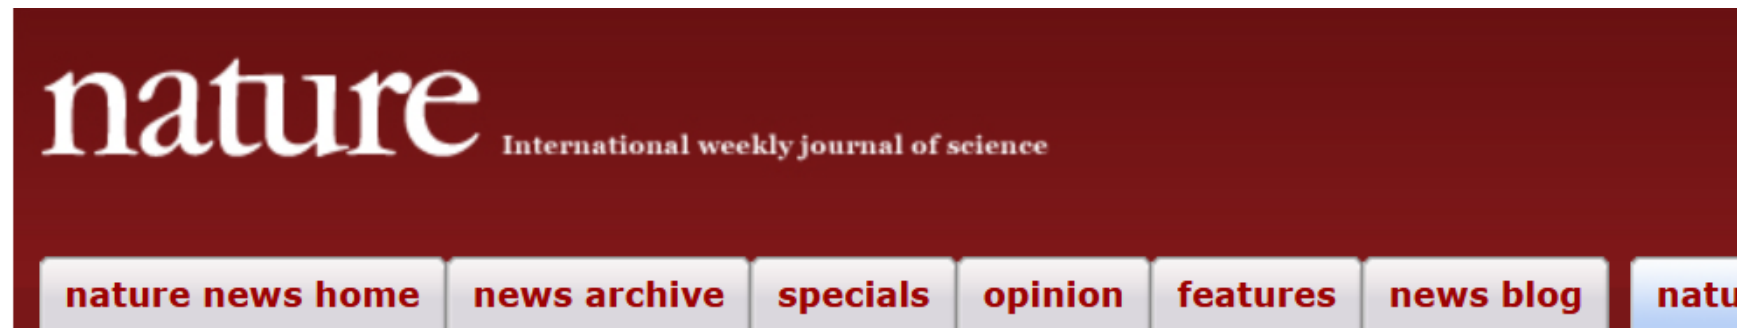 nature International weekly journal of science
nature news home news archive specials opinion features news blog